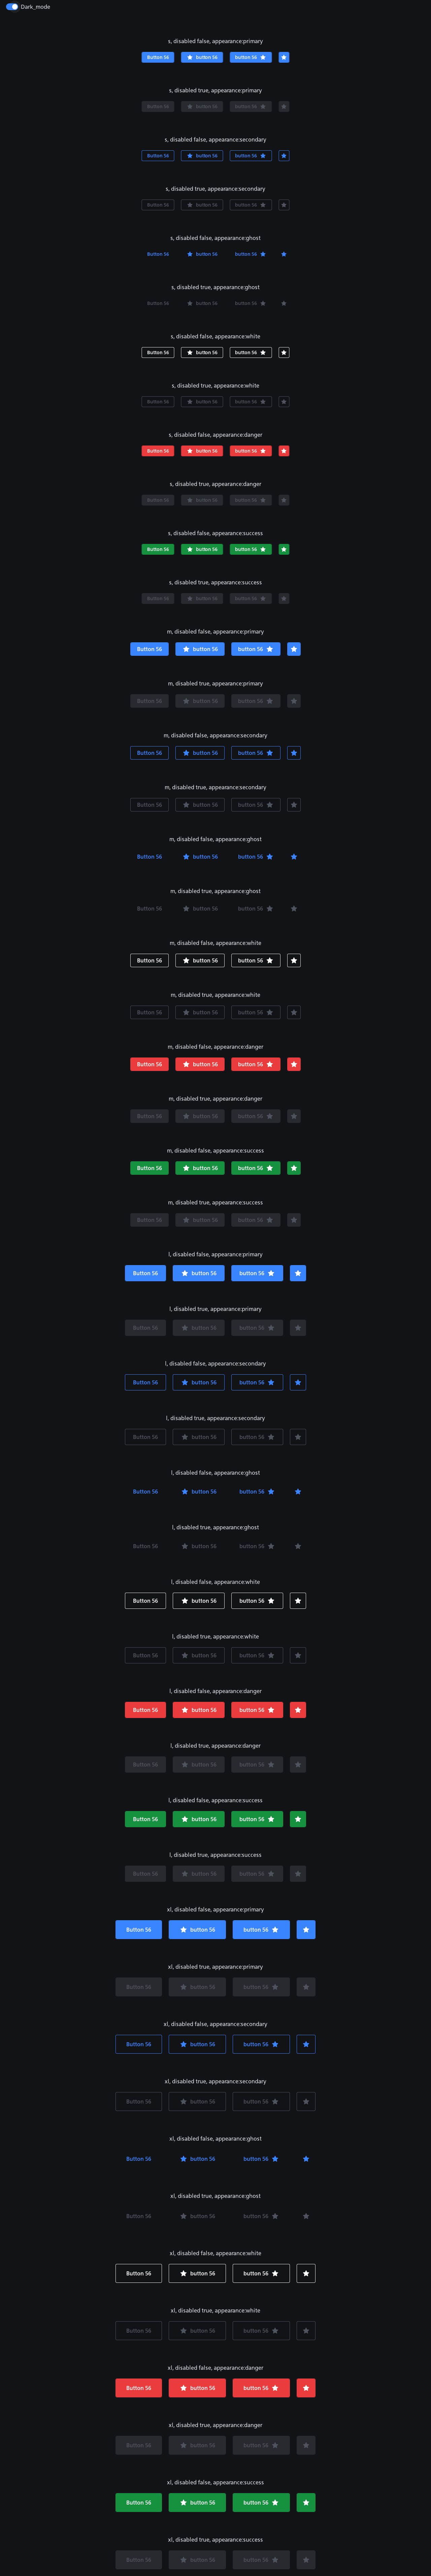 Dark_mode
s, disabled false, appearance:primary
Button 56 button 56 button 56
s, disabled true, appearance:primary
Button 56 button 56 button 56
s, disabled false, appearance:secondary
Button 56 button 56 button 56
s, disabled true, appearance:secondary
Button 56 button 56 button 56
s, disabled false, appearance:ghost
Button 56 button 56 button 56
s, disabled true, appearance:ghost
Button 56 button 56 button 56
s, disabled false, appearance:white
Button 56 button 56 button 56
s, disabled true, appearance:white
Button 56 button 56 button 56
s, disabled false, appearance:danger
Button 56 button 56 button 56
s, disabled true, appearance:danger
Button 56 button 56 button 56
s, disabled false, appearance:success
Button 56 button 56 button 56
s, disabled true, appearance:success
Button 56 button 56 button 56
m, disabled false, appearance:primary
Button 56 button 56 button 56
m, disabled true, appearance:primary
Button 56 button 56 button 56
m, disabled false, appearance:secondary
Button 56 button 56 button 56
m, disabled true, appearance:secondary
Button 56 button 56 button 56
m, disabled false, appearance:ghost
Button 56 button 56 button 56
m, disabled true, appearance:ghost
Button 56 button 56 button 56
m, disabled false, appearance:white
Button 56 button 56 button 56
m, disabled true, appearance:white
Button 56 button 56 button 56
m, disabled false, appearance:danger
Button 56 button 56 button 56
m, disabled true, appearance:danger
Button 56 button 56 button 56
m, disabled false, appearance:success
Button 56 button 56 button 56
m, disabled true, appearance:success
Button 56 button 56 button 56
l, disabled false, appearance:primary
Button 56 button 56 button 56
l, disabled true, appearance:primary
Button 56 button 56 button 56
l, disabled false, appearance:secondary
Button 56 button 56 button 56
l, disabled true, appearance:secondary
Button 56 button 56 button 56
l, disabled false, appearance:ghost
Button 56 button 56 button 56
l, disabled true, appearance:ghost
Button 56 button 56 button 56
l, disabled false, appearance:white
Button 56 button 56 button 56
l, disabled true, appearance:white
Button 56 button 56 button 56
l, disabled false, appearance:danger
Button 56 button 56 button 56
l, disabled true, appearance:danger
Button 56 button 56 button 56
l, disabled false, appearance:success
Button 56 button 56 button 56
l, disabled true, appearance:success
Button 56 button 56 button 56
xl, disabled false, appearance:primary
Button 56 button 56 button 56
xl, disabled true, appearance:primary
Button 56 button 56 button 56
xl, disabled false, appearance:secondary
Button 56 button 56 button 56
xl, disabled true, appearance:secondary
Button 56 button 56 button 56
xl, disabled false, appearance:ghost
Button 56 button 56 button 56
xl, disabled true, appearance:ghost
Button 56 button 56 button 56
xl, disabled false, appearance:white
Button 56 button 56 button 56
xl, disabled true, appearance:white
Button 56 button 56 button 56
xl, disabled false, appearance:danger
Button 56 button 56 button 56
xl, disabled true, appearance:danger
Button 56 button 56 button 56
xl, disabled false, appearance:success
Button 56 button 56 button 56
xl, disabled true, appearance:success
Button 56 button 56 button 56